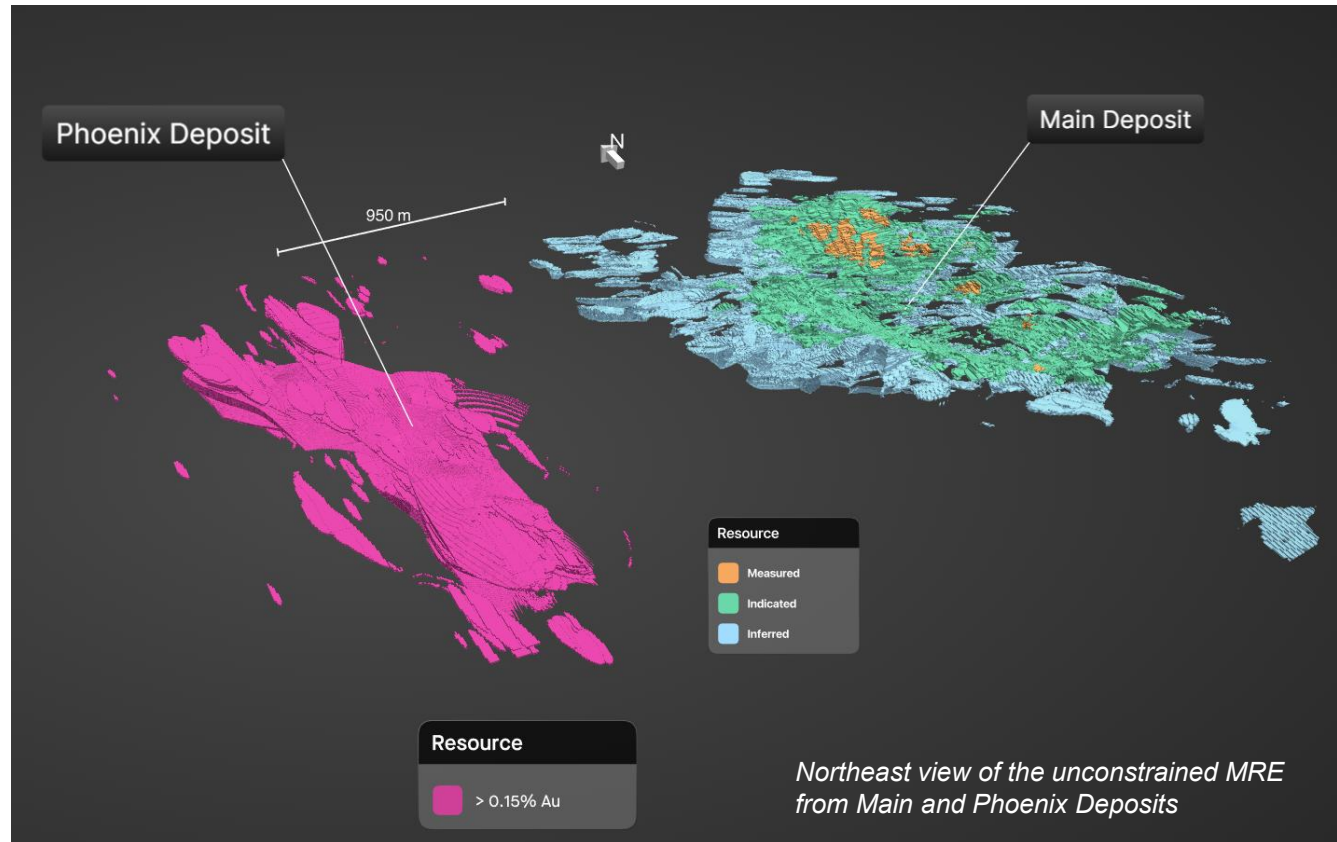 Phoenix Deposit
Main Deposit
N
950 m
Resource
Measured
Indicated
Inferred
Resource
> 0.15% Au
Northeast view of the unconstrained MRE
from Main and Phoenix Deposits